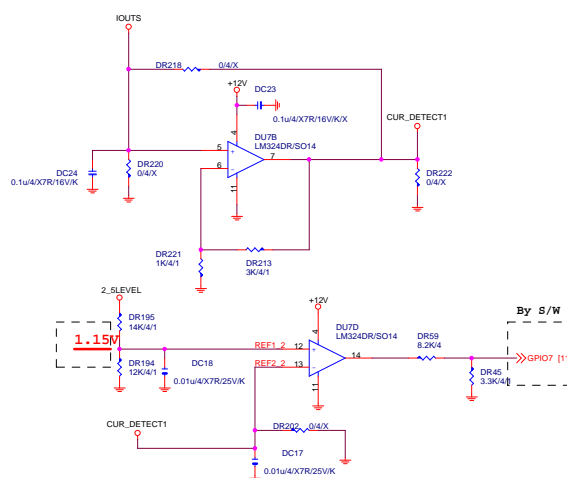 IOUTS
DR218 0/4/X
+12V
DC23
0.1u/4/X7R/16V/K/X
CUR_DETECT1
4
DU7B
LM324DR/SO14
5
+
7
6
-
11
DC24
0.1u/4/X7R/16V/K
DR220
0/4/X
DR222
0/4/X
DR221
1K/4/1
DR213
3K/4/1
2_5LEVEL
DR195
14K/4/1
1.15V
DR194
12K/4/1
DC18
0.01u/4/X7R/25V/K
+12V
4
DU7D
LM324DR/SO14
REF1_2 12
+
14
REF2_2 13
-
11
DR59
8.2K/4
By S/W
GPIO7 [11
DR45
3.3K/4/1
CUR_DETECT1
DR202 0/4/X
DC17
0.01u/4/X7R/25V/K